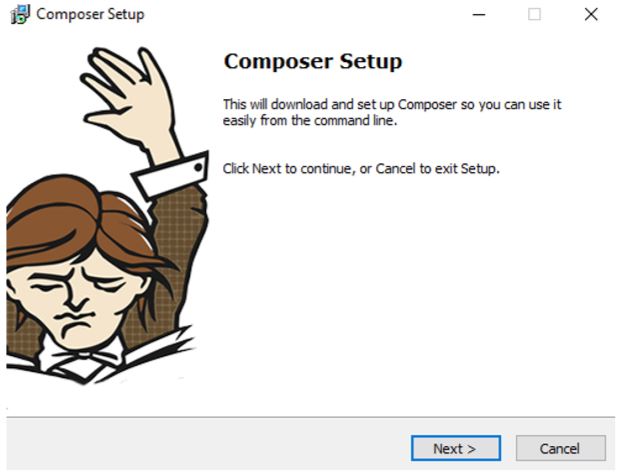 Composer Setup
Composer Setup
This will download and set up Composer so you can use it
easily from the command line.
Click Next to continue, or Cancel to exit Setup.
Next >
Cancel